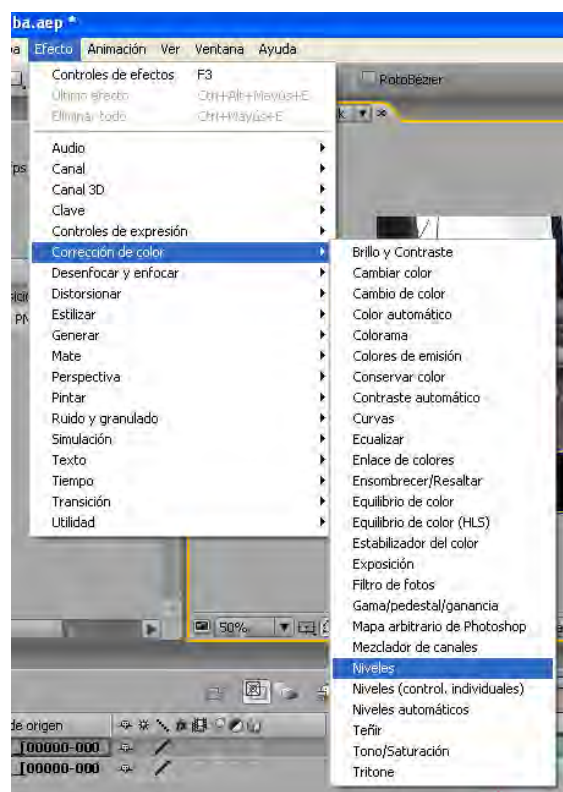 ba.aep *
Efecto Animación Ver Ventana Ayuda
Controles de efectos F3
Último efecto Ctrl+Alt+Mayús+E
Eliminar todo Ctrl+Mayús+E
RotoBézier
k
fps
Audio
Canal
Canal 3D
Clave
Controles de expresión
Corrección de color
Desenfocar y enfocar
Distorsionar
Estilizar
Generar
Mate
Perspectiva
Pintar
Ruido y granulado
Simulación
Texto
Tiempo
Transición
Utilidad
Brillo y Contraste
Cambiar color
Cambio de color
Color automático
Colorama
Colores de emisión
Conservar color
Contraste automático
Curvas
Ecualizar
Enlace de colores
Ensombrecer/Resaltar
Equilibrio de color
Equilibrio de color (HLS)
Estabilizador del color
Exposición
Filtro de fotos
Gama/pedestal/ganancia
Mapa arbitrario de Photoshop
Mezclador de canales
Niveles
Niveles (control. individuales)
Niveles automáticos
Teñir
Tono/Saturación
Tritone
50%
de origen
[00000-000
[00000-000